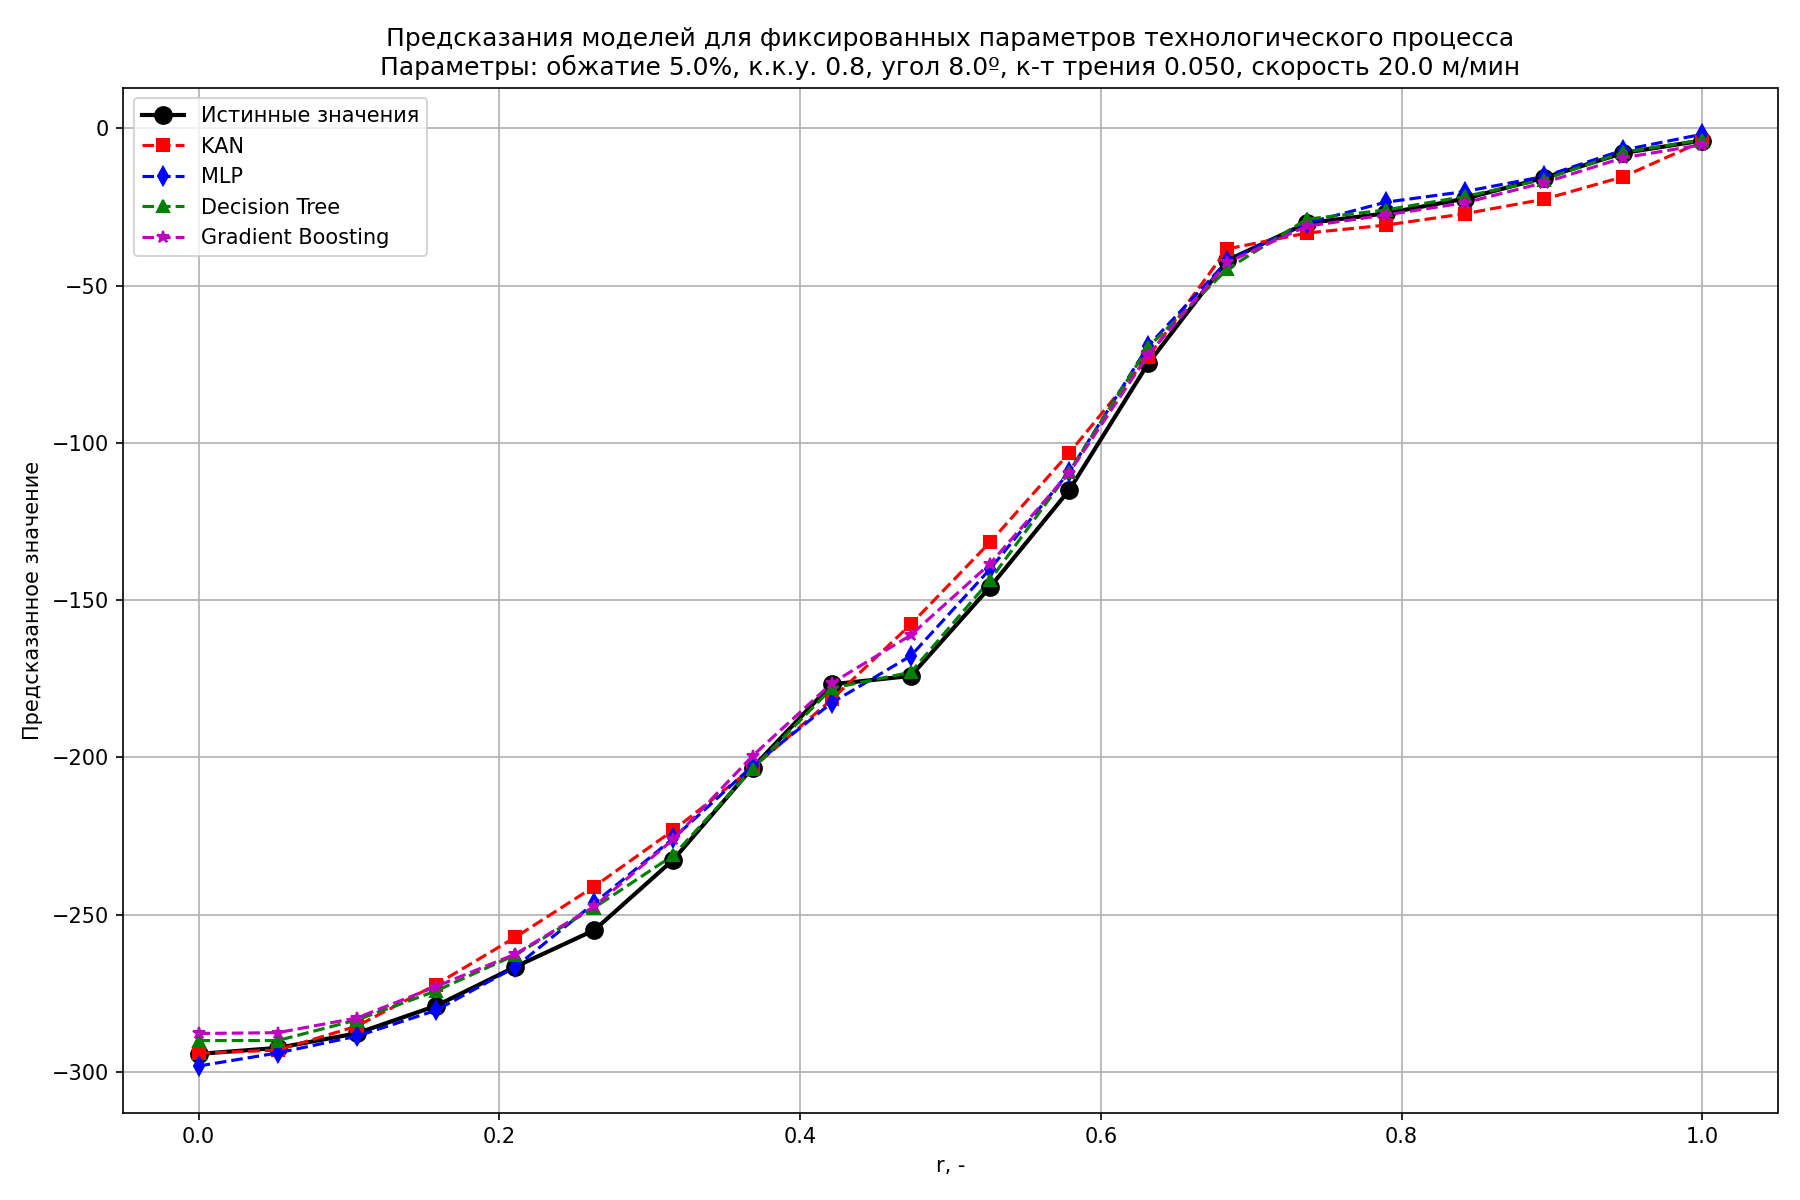 Предсказания моделей для фиксированных параметров технологического процесса
Параметры: обжатие 5.0%, к.к.у. 0.8, угол 8.0º, к-т трения 0.050, скорость 20.0 м/мин
Истинные значения
KAN
MLP
Decision Tree
Gradient Boosting
Предсказанное значение
0
−50
−100
−150
−200
−250
−300
0.0 0.2 0.4 0.6 0.8 1.0
r, -